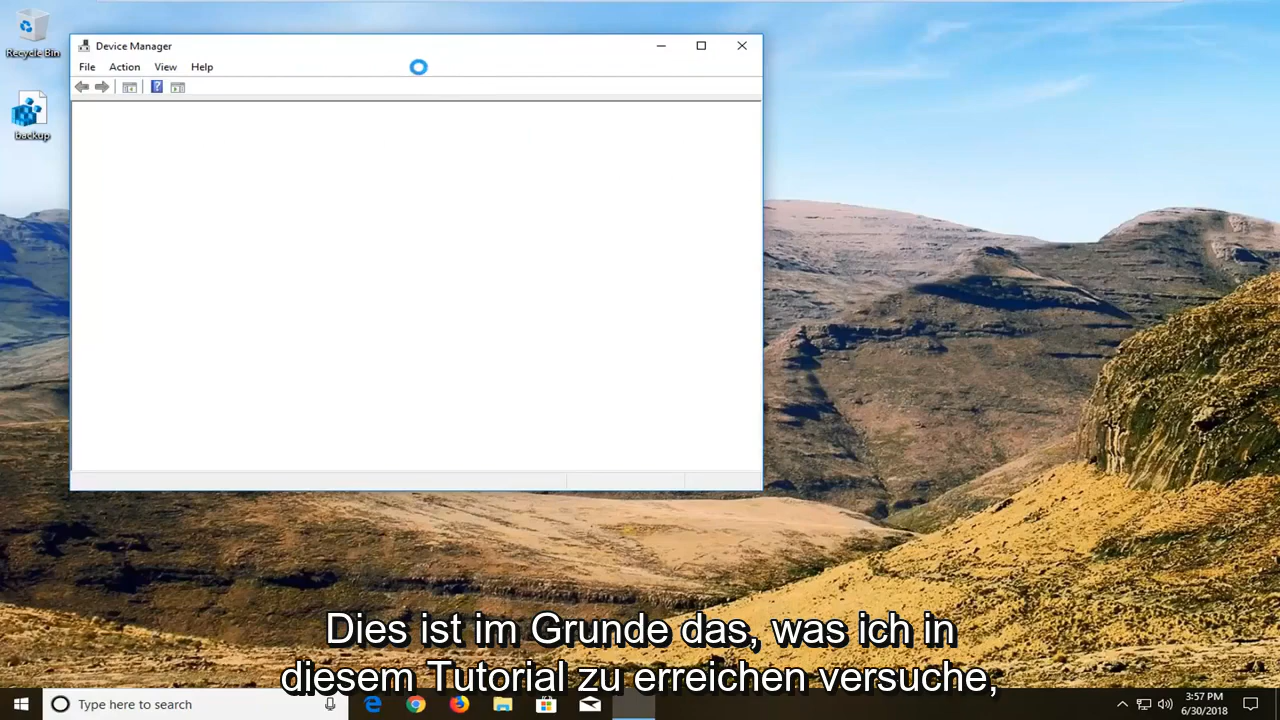 Recycle Bin
backup
Device Manager
File Action View Help
Dies ist im Grunde das, was ich in
diesem Tutorial zu erreichen versuche,
Type here to search
3:57 PM
6/30/2018